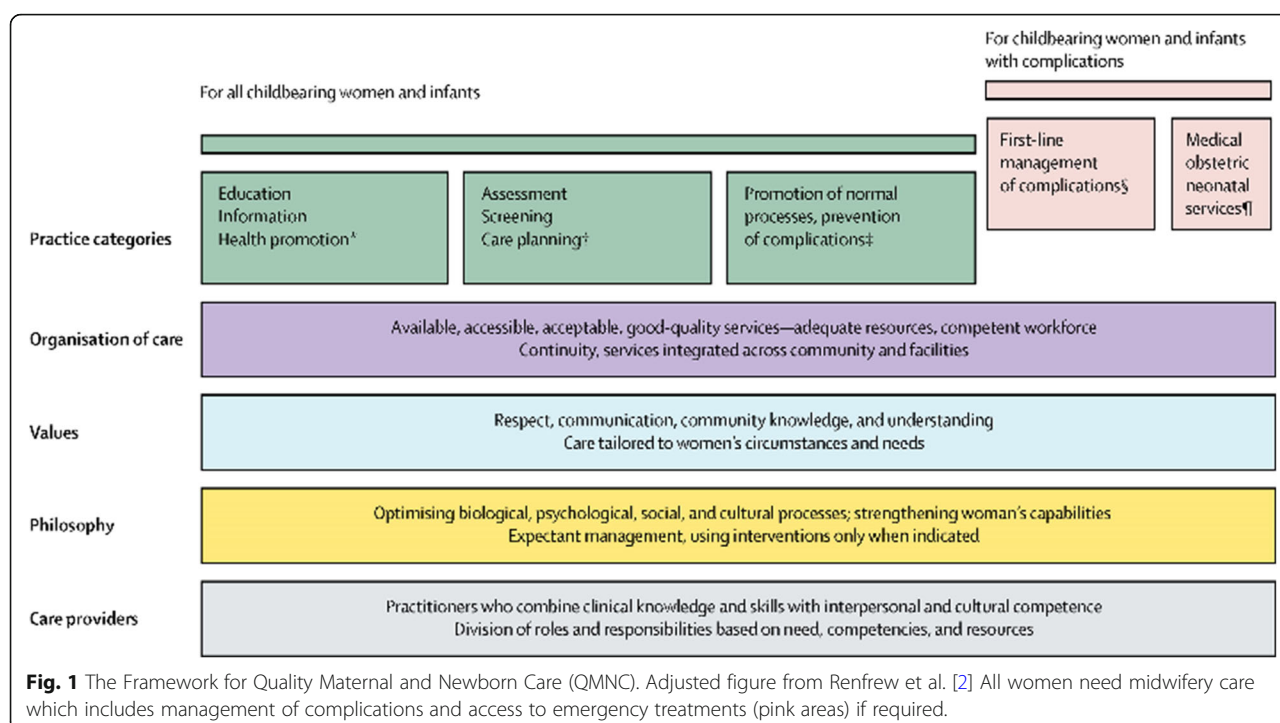 For childbearing women and infants
with complications
For all childbearing women and infants
Practice categories
Education
Information
Health promotion*
Assessment
Screening
Care planning†
Promotion of normal
processes, prevention
of complications‡
First-line
management
of complications§
Medical
obstetric
neonatal
services¶
Organisation of care
Available, accessible, acceptable, good-quality services—adequate resources, competent workforce
Continuity, services integrated across community and facilities
Values
Respect, communication, community knowledge, and understanding
Care tailored to women's circumstances and needs
Philosophy
Optimising biological, psychological, social, and cultural processes; strengthening woman's capabilities
Expectant management, using interventions only when indicated
Care providers
Practitioners who combine clinical knowledge and skills with interpersonal and cultural competence
Division of roles and responsibilities based on need, competencies, and resources
Fig. 1 The Framework for Quality Maternal and Newborn Care (QMNC). Adjusted figure from Renfrew et al. [2] All women need midwifery care
which includes management of complications and access to emergency treatments (pink areas) if required.